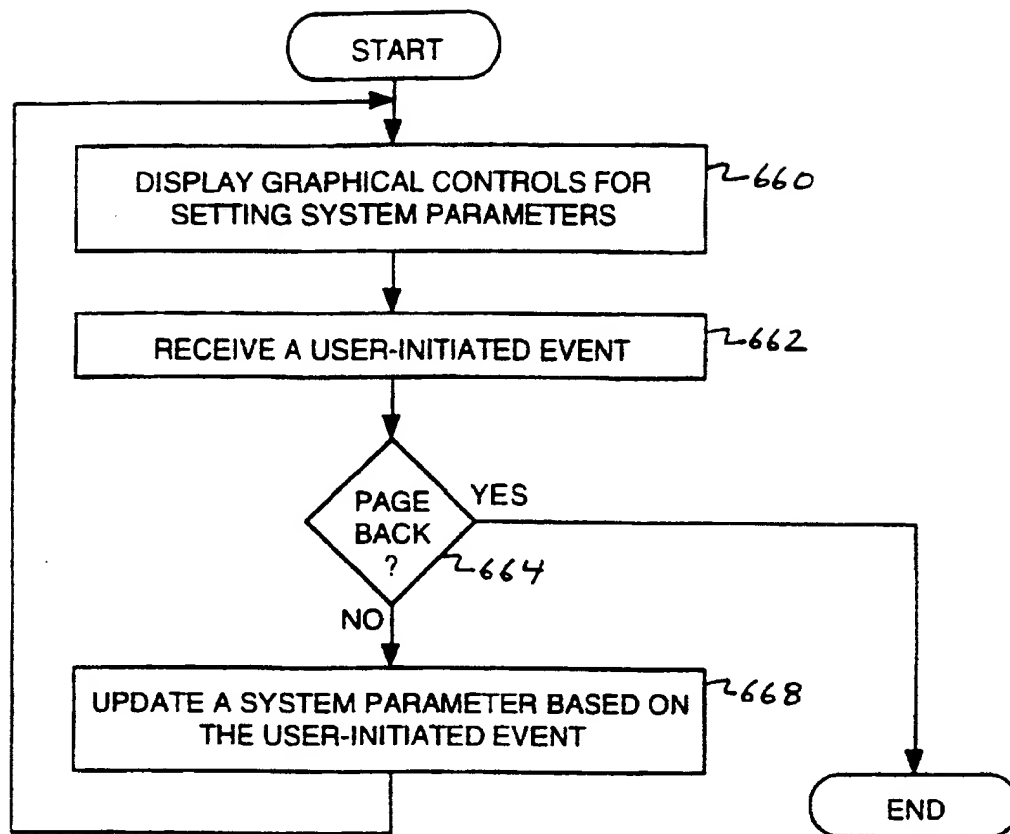 START
DISPLAY GRAPHICAL CONTROLS FOR
SETTING SYSTEM PARAMETERS
660
RECEIVE A USER-INITIATED EVENT
662
PAGE
BACK
?
YES
664
NO
UPDATE A SYSTEM PARAMETER BASED ON
THE USER-INITIATED EVENT
668
END